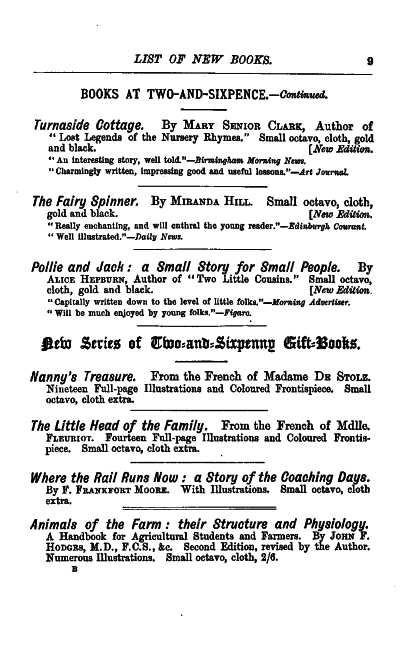 LIST OF NEW BOOKS. 9
BOOKS AT TWO-AND-SIXPENCE.—Continued.
Turnaside Cottage. By MARY SENIOR CLARK, Author of
"Lost Legends of the Nursery Rhymes." Small octavo, cloth, gold
and black. [New Edition.
"An interesting story, well told."—Birmingham Morning News.
"Charmingly written, impressing good and useful lessons."—Art Journal.
The Fairy Spinner. By MIRANDA HILL. Small octavo, cloth,
gold and black. [New Edition.
"Really enchanting, and will enthral the young reader."—Edinburgh Courant.
"Well illustrated."—Daily News.
Pollie and Jack: a Small Story for Small People. By
ALICE HEPBURN, Author of "Two Little Cousins." Small octavo,
cloth, gold and black. [New Edition.
"Capitally written down to the level of little folks."—Morning Advertiser.
"Will be much enjoyed by young folks."—Figaro.
New Series of Two-and-Sixpenny Gift-Books.
Nanny's Treasure. From the French of Madame DE STOLZ.
Nineteen Full-page Illustrations and Coloured Frontispiece. Small
octavo, cloth extra.
The Little Head of the Family. From the French of Mdlle.
FLEURIOT. Fourteen Full-page Illustrations and Coloured Frontis-
piece. Small octavo, cloth extra.
Where the Rail Runs Now: a Story of the Coaching Days.
By F. FRANKFORT MOORE. With Illustrations. Small octavo, cloth
extra.
Animals of the Farm: their Structure and Physiology.
A Handbook for Agricultural Students and Farmers. By JOHN F.
HODGES, M.D., F.C.S., &c. Second Edition, revised by the Author.
Numerous Illustrations. Small octavo, cloth, 2/6.
B